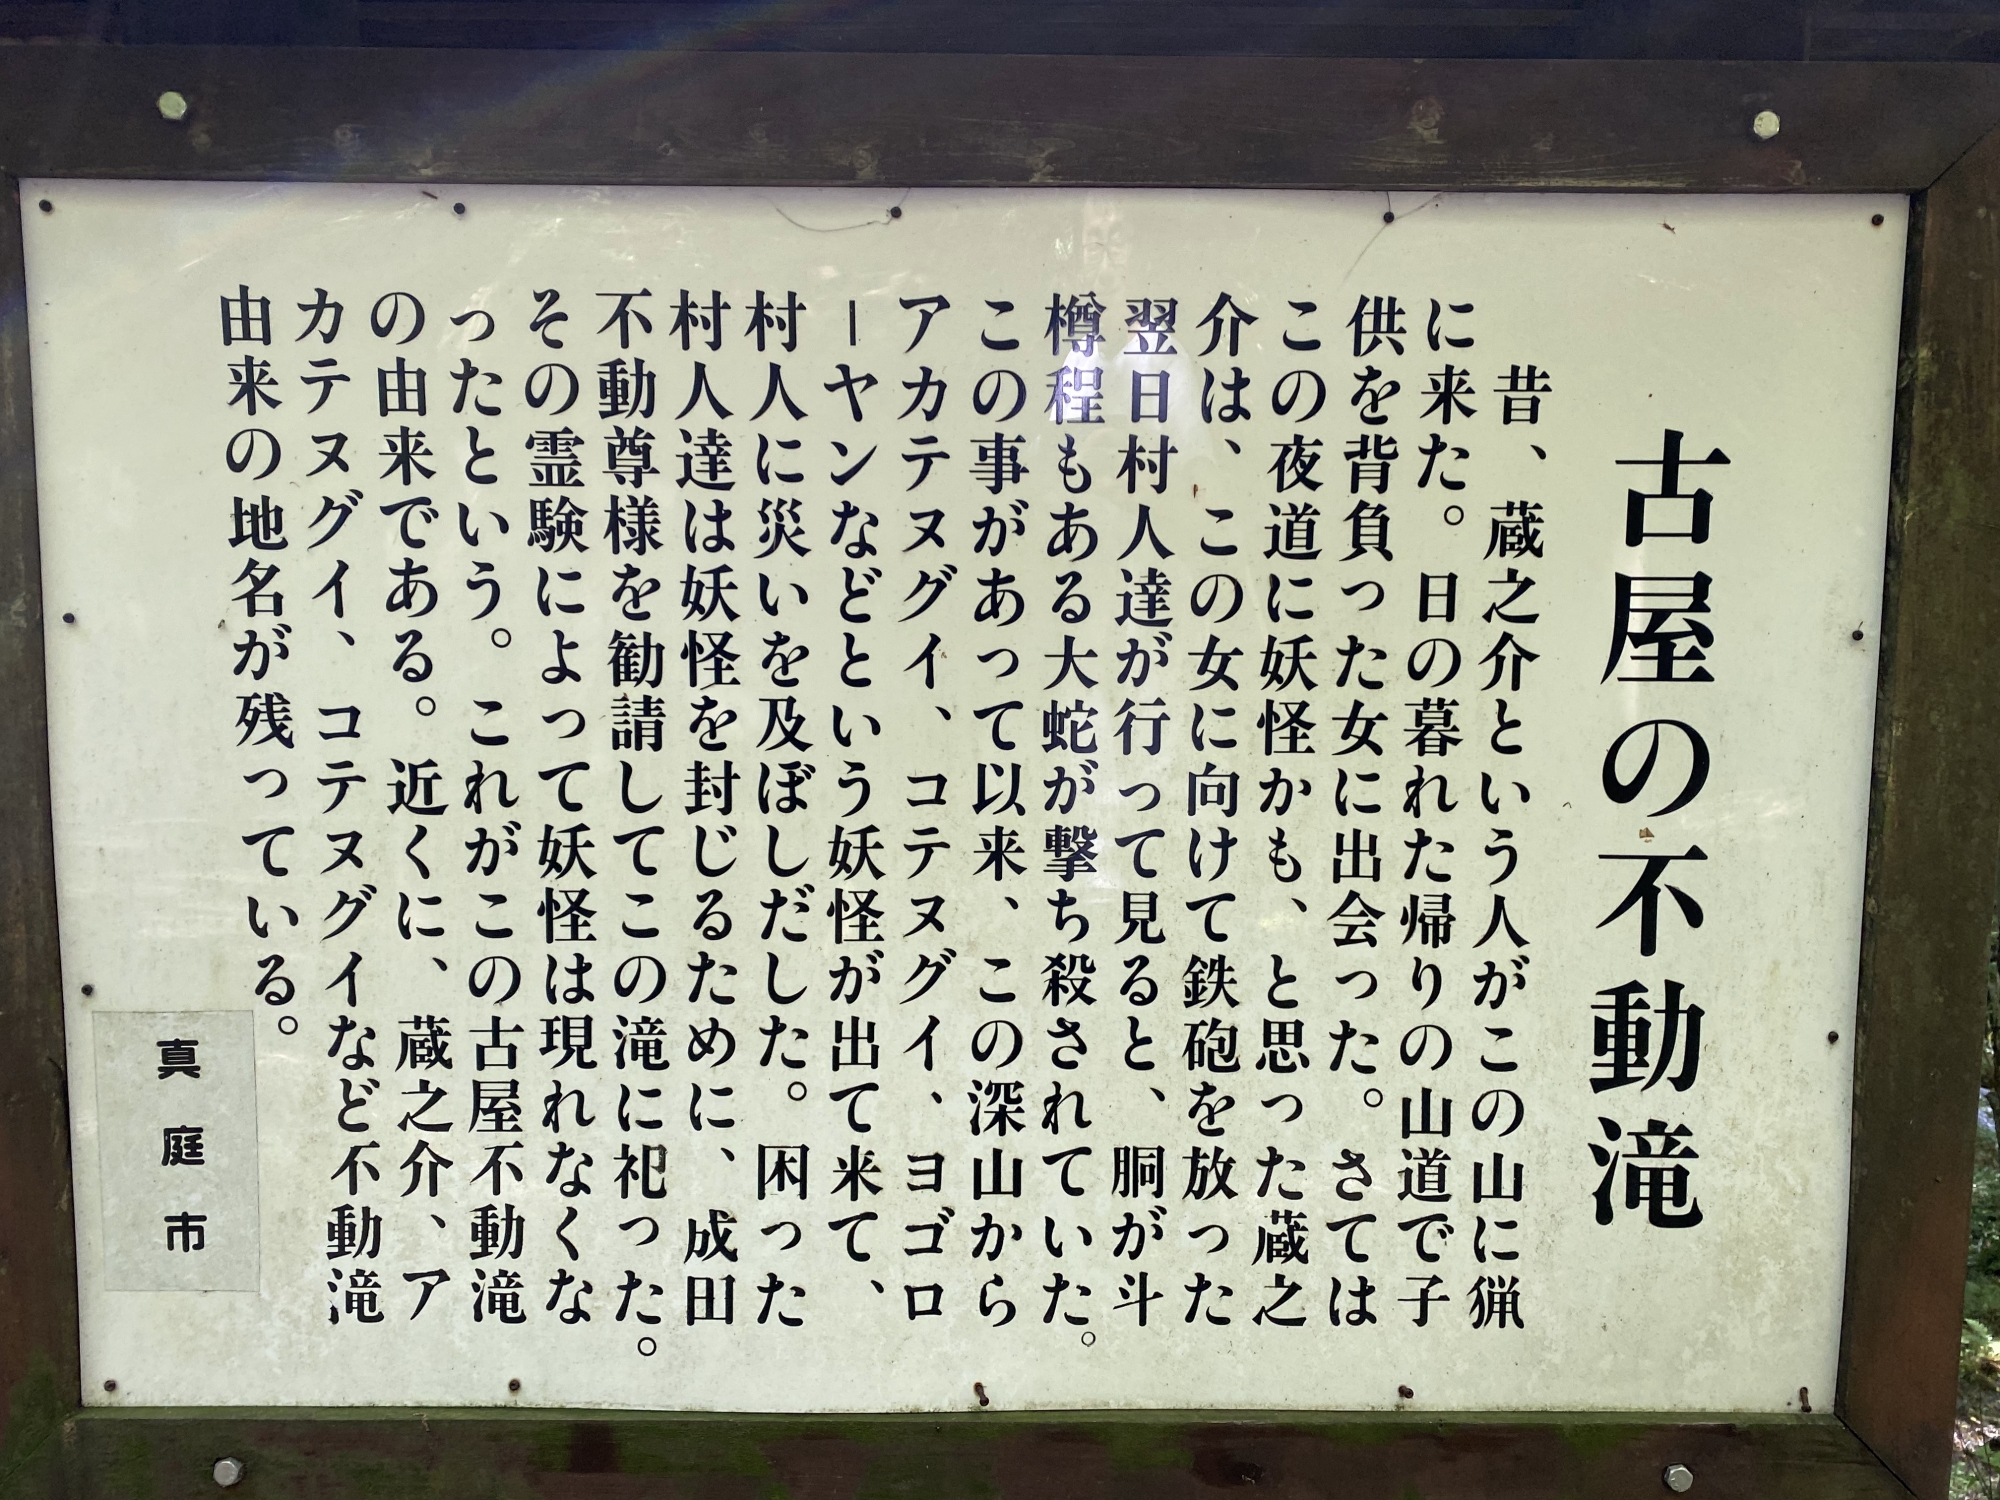 古屋の不動滝
昔、蔵之介という人がこの山に猟
に来た。日の暮れた帰りの山道で子
供を背負った女に出会った。さては
この夜道に妖怪かも、と思った蔵之
介は、この女に向けて鉄砲を放った
翌日村人達が行って見ると、胴が斗
樽程もある大蛇が撃ち殺されていた。
この事があって以来、この深山から
アカテヌグイ、コテヌグイ、ヨゴロ
ーヤンなどという妖怪が出て来て、
村人に災いを及ぼしだした。困った
村人達は妖怪を封じるために、成田
不動尊様を勧請してこの滝に祀った。
その霊験によって妖怪は現れなくな
ったという。これがこの古屋不動滝
の由来である。近くに、蔵之介、ア
カテヌグイ、コテヌグイなど不動滝
由来の地名が残っている。
真庭市